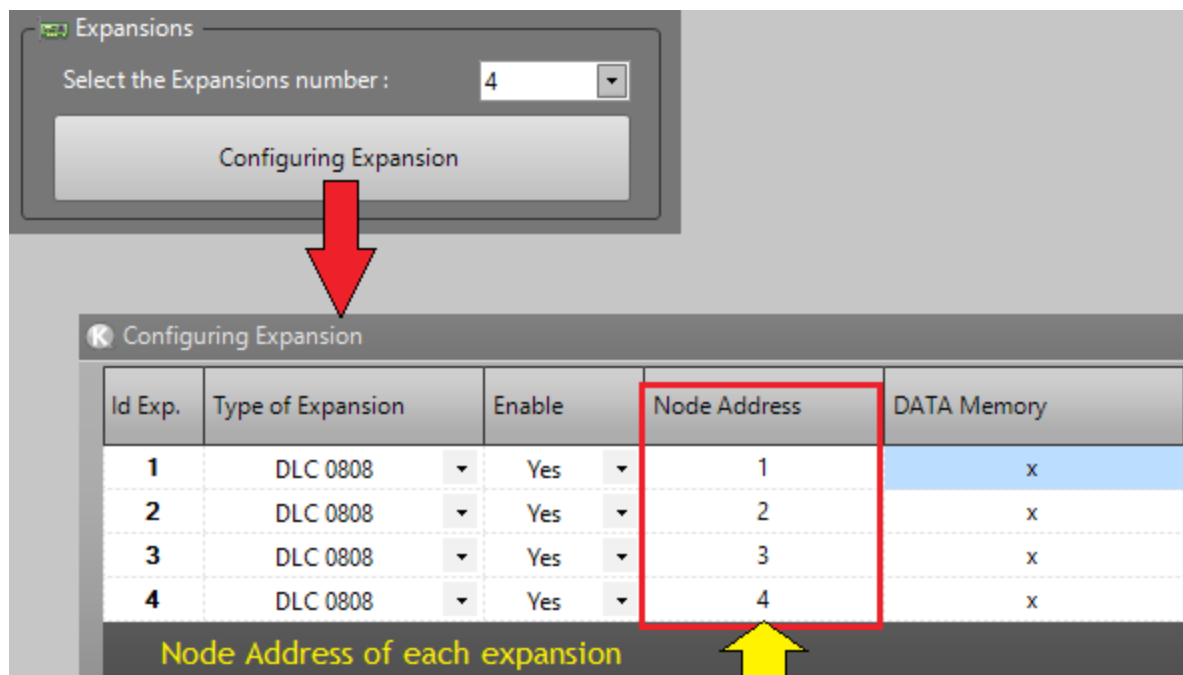 Expansions
Select the Expansions number : 4
Configuring Expansion
K Configuring Expansion
Id Exp. Type of Expansion Enable Node Address DATA Memory
1 DLC 0808 Yes 1 x
2 DLC 0808 Yes 2 x
3 DLC 0808 Yes 3 x
4 DLC 0808 Yes 4 x
Node Address of each expansion